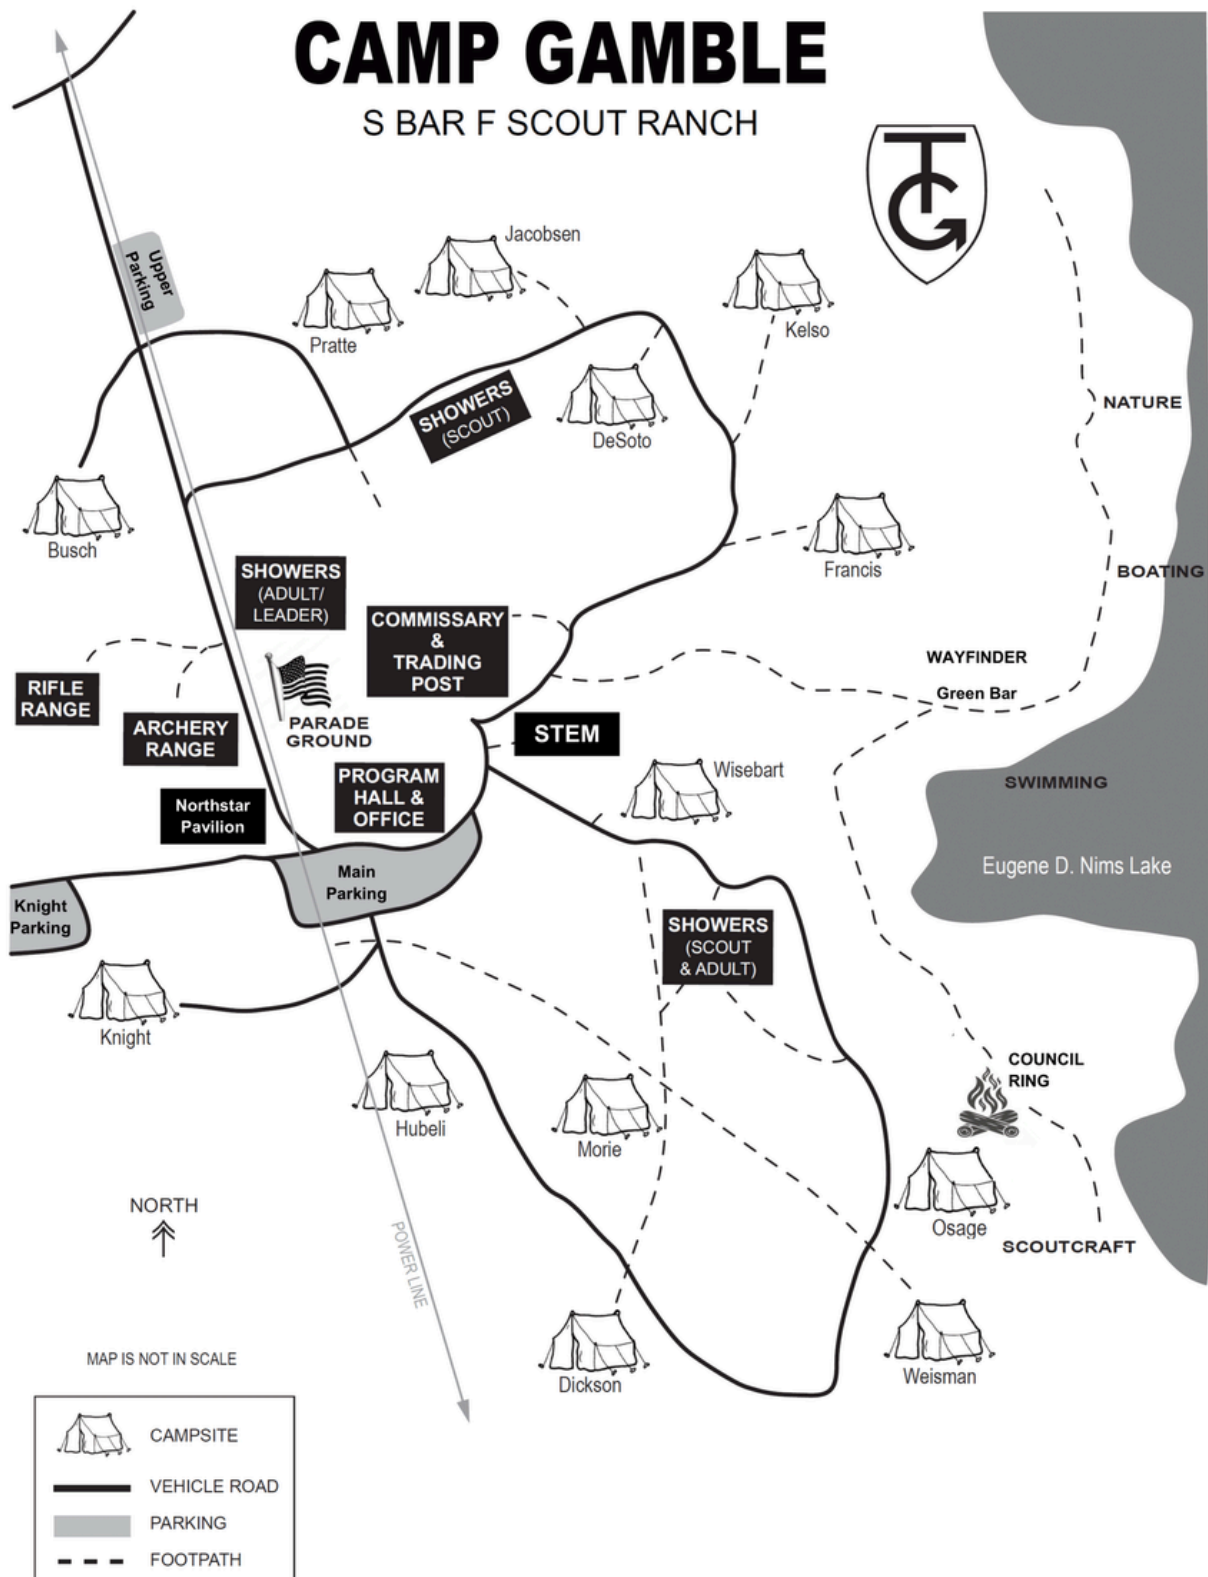 CAMP GAMBLE
S BAR F SCOUT RANCH
TG
Upper
Parking
Jacobsen
Pratte
Kelso
SHOWERS
(SCOUT)
DeSoto
NATURE
Busch
Francis
BOATING
SHOWERS
(ADULT/
LEADER)
COMMISSARY
&
TRADING
POST
WAYFINDER
Green Bar
RIFLE
RANGE
ARCHERY
RANGE
PARADE
GROUND
STEM
Wisebart
SWIMMING
PROGRAM
HALL &
OFFICE
Northstar
Pavilion
Eugene D. Nims Lake
Main
Parking
Knight
Parking
SHOWERS
(SCOUT
& ADULT)
Knight
COUNCIL
RING
Hubeli
Morie
Osage
SCOUTCRAFT
NORTH
POWER LINE
MAP IS NOT IN SCALE
Dickson
Weisman
CAMPSITE
VEHICLE ROAD
PARKING
FOOTPATH